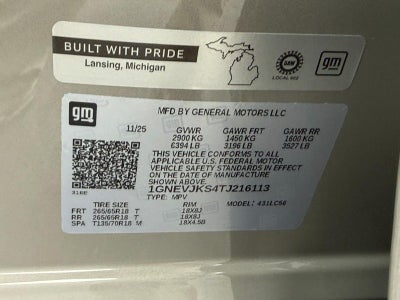 BUILT WITH PRIDE
Lansing, Michigan
UAW
LOCAL 602
gm
gm
MFD BY GENERAL MOTORS LLC
11/25 GVWR GAWR FRT GAWR RR
2900 KG 1450 KG 1600 KG
6394 LB 3196 LB 3527 LB
THIS VEHICLE CONFORMS TO ALL
APPLICABLE U.S. FEDERAL MOTOR
VEHICLE SAFETY STANDARDS IN EFFECT
ON THE DATE OF MANUFACTURE
SHOWN ABOVE.
1GNEVJKS4TJ216113
TYPE: MPV MODEL: 431LC56
TIRE SIZE RIM
FRT 265/65R18 T 18X8J
RR 265/65R18 T 18X8J
SPA T135/70R18 M 18X4.5B